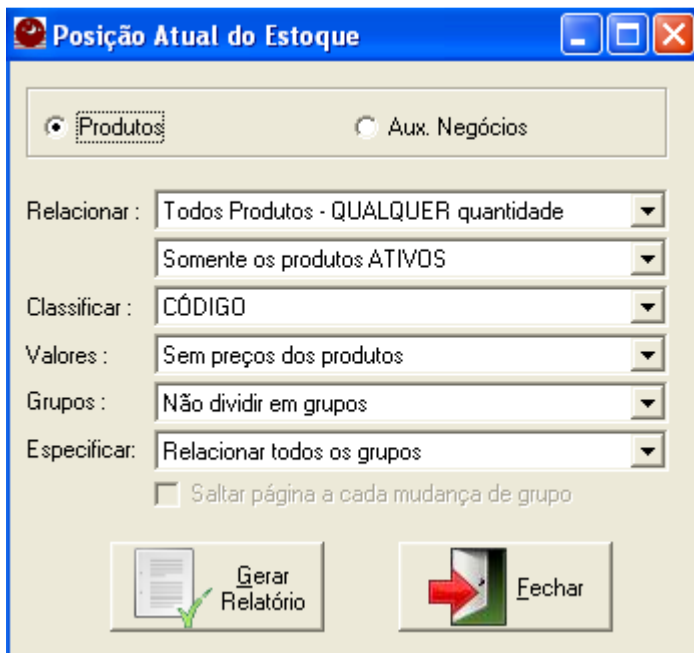 Posição Atual do Estoque
Produtos
Aux. Negócios
Relacionar :
Todos Produtos - QUALQUER quantidade
Somente os produtos ATIVOS
Classificar :
CÓDIGO
Valores :
Sem preços dos produtos
Grupos :
Não dividir em grupos
Especificar:
Relacionar todos os grupos
Saltar página a cada mudança de grupo
Gerar
Relatório
Fechar